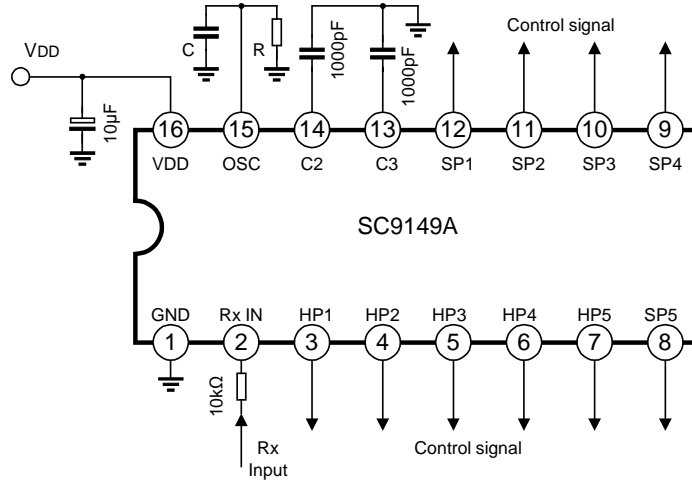 Control signal
VDD
C
R
1000pF
1000pF
10μF
16 15 14 13 12 11 10 9
VDD OSC C2 C3 SP1 SP2 SP3 SP4
SC9149A
GND Rx IN HP1 HP2 HP3 HP4 HP5 SP5
1 2 3 4 5 6 7 8
10kΩ
Rx
Input
Control signal